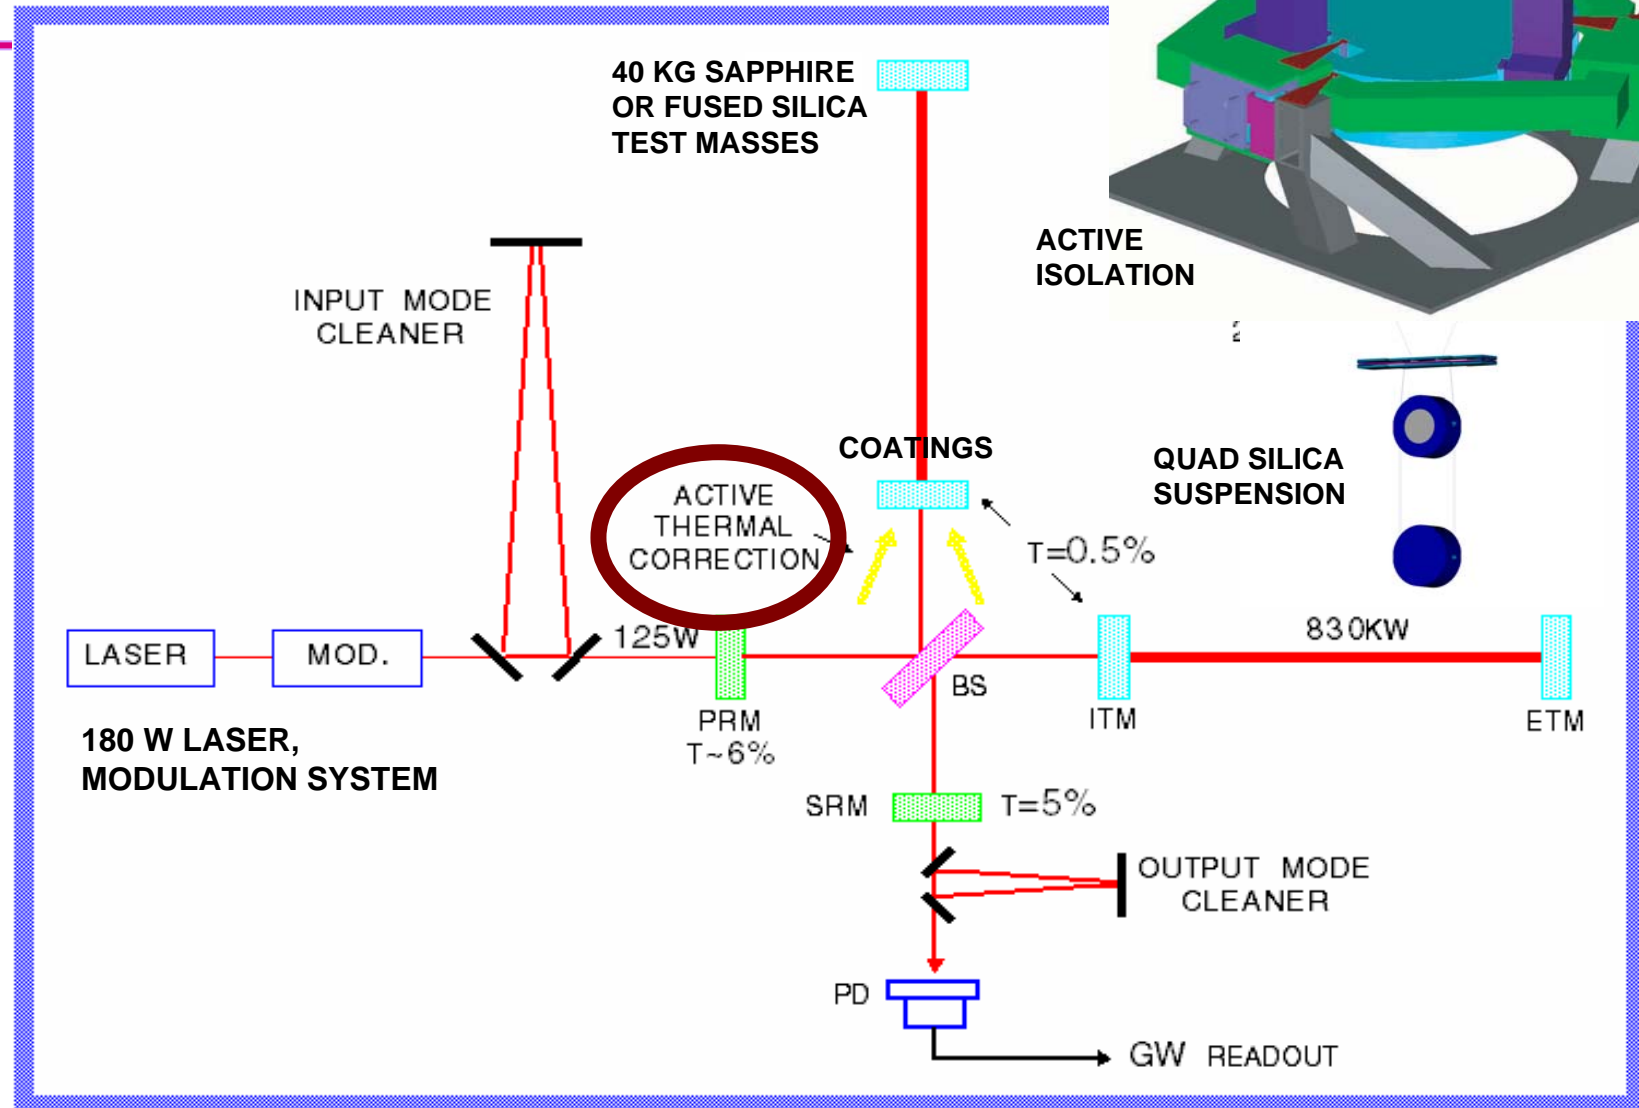 40 KG SAPPHIRE
OR FUSED SILICA
TEST MASSES
ACTIVE
ISOLATION
INPUT MODE
CLEANER
COATINGS
QUAD SILICA
SUSPENSION
ACTIVE
THERMAL
CORRECTION
T=0.5%
LASER
MOD.
125W
830KW
BS
PRM
T~6%
ITM
ETM
180 W LASER,
MODULATION SYSTEM
SRM
T=5%
OUTPUT MODE
CLEANER
PD
GW READOUT